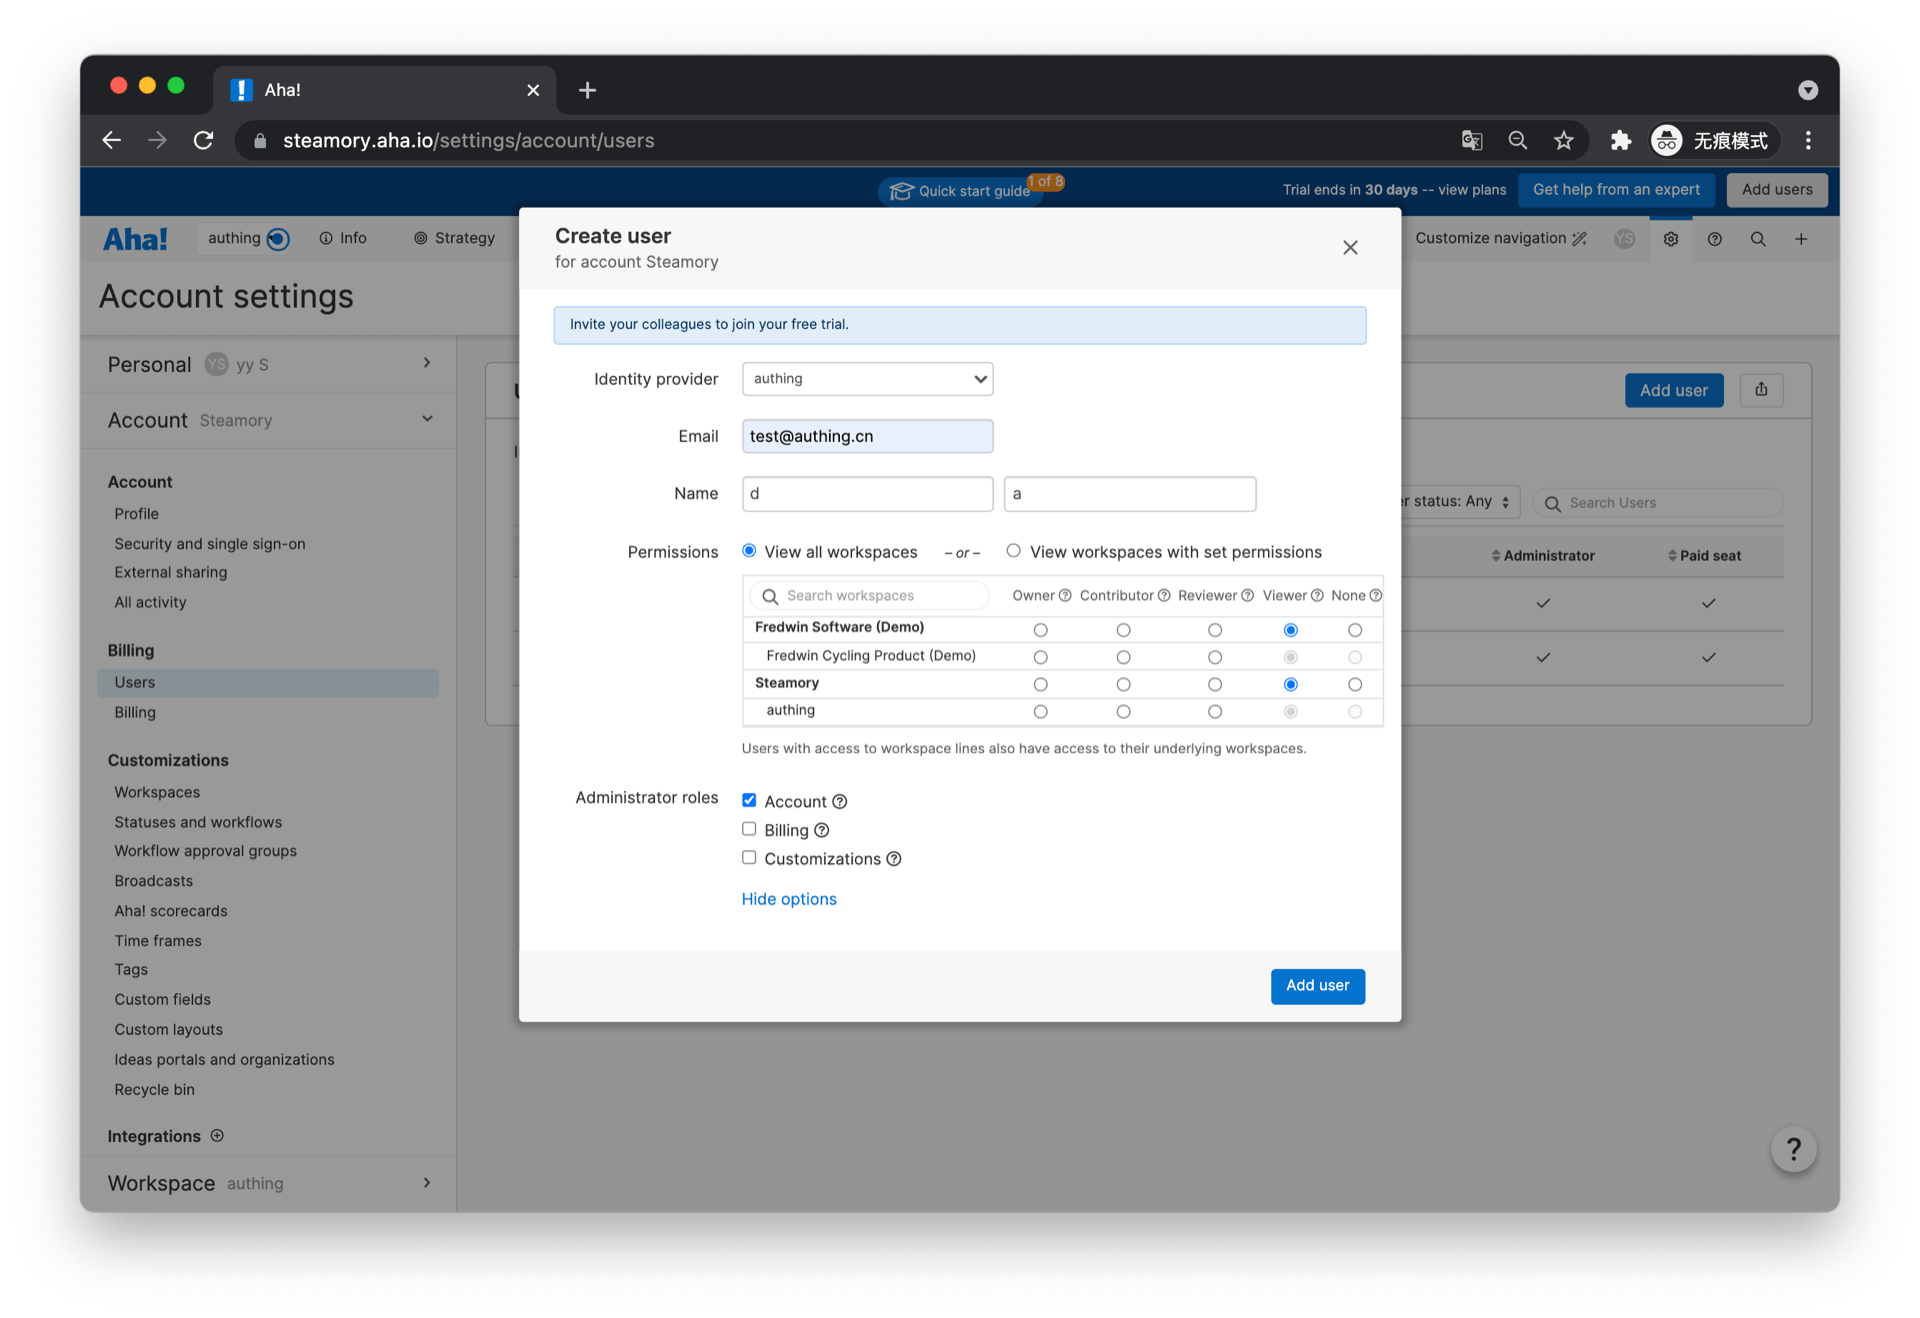 Aha!
steamory.aha.io/settings/account/users
无痕模式
Quick start guide
1 of 8
Trial ends in 30 days -- view plans
Get help from an expert
Add users
Aha!
authing
Info
Strategy
Customize navigation
YS
Account settings
Personal YS yy S
Account Steamory
Account
Profile
Security and single sign-on
External sharing
All activity
Billing
Users
Billing
Customizations
Workspaces
Statuses and workflows
Workflow approval groups
Broadcasts
Aha! scorecards
Time frames
Tags
Custom fields
Custom layouts
Ideas portals and organizations
Recycle bin
Integrations
Workspace authing
Create user
for account Steamory
Invite your colleagues to join your free trial.
Identity provider authing
Email test@authing.cn
Name d a
Permissions View all workspaces – or – View workspaces with set permissions
Search workspaces Owner Contributor Reviewer Viewer None
Fredwin Software (Demo)
Fredwin Cycling Product (Demo)
Steamory
authing
Users with access to workspace lines also have access to their underlying workspaces.
Administrator roles Account
Billing
Customizations
Hide options
Add user
Add user
status: Any
Search Users
Administrator
Paid seat
?